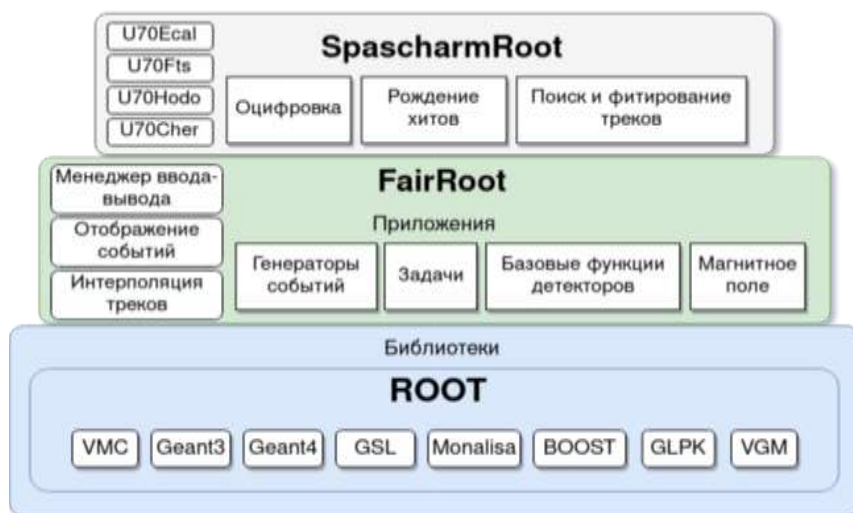 U70Ecal
U70Fts
U70Hodo
U70Cher
SpascharmRoot
Оцифровка
Рождение
хитов
Поиск и фитирование
треков
Менеджер ввода-
вывода
Отображение
событий
Интерполяция
треков
FairRoot
Приложения
Генераторы
событий
Задачи
Базовые функции
детекторов
Магнитное
поле
Библиотеки
ROOT
VMC
Geant3
Geant4
GSL
Monalisa
BOOST
GLPK
VGM